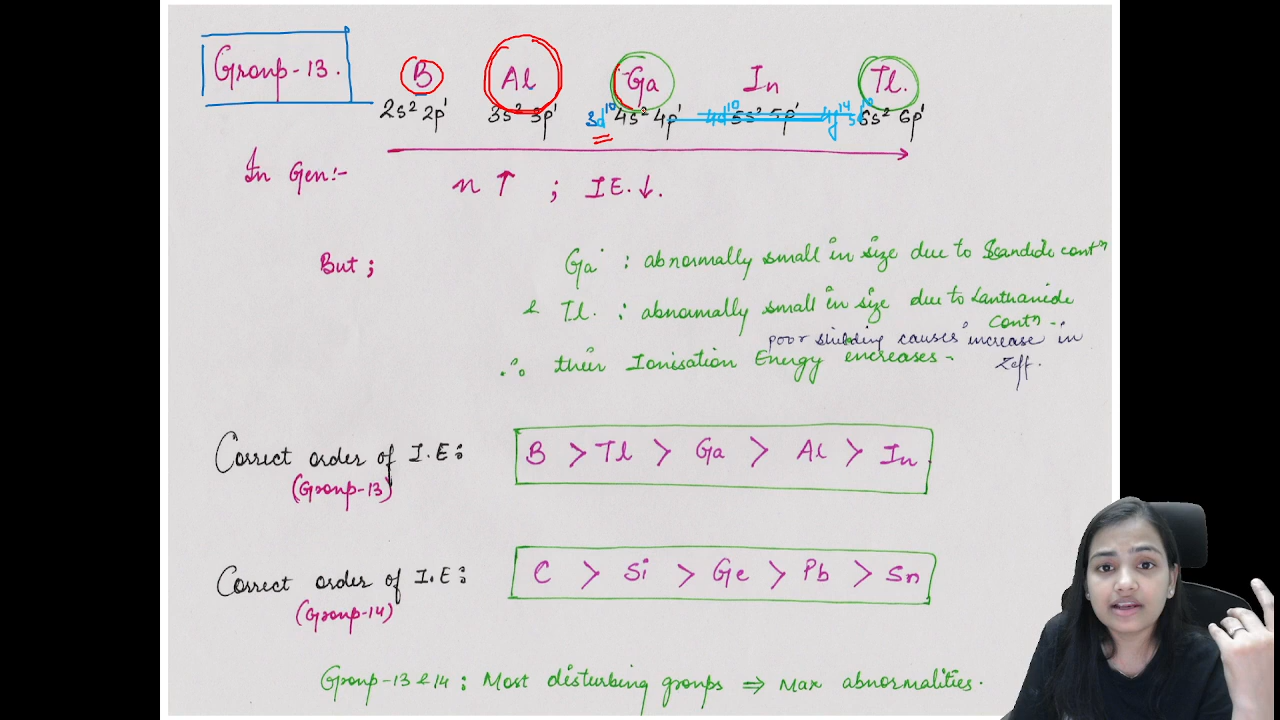 Group-13.
B Al Ga In Tl.
2s² 2p¹ 3s² 3p¹ 3d¹⁰ 4s² 4p¹ 4d¹⁰ 5s² 5p¹ 4f¹⁴ 5d¹⁰ 6s² 6p¹
In Gen:- n ↑ ; I.E. ↓.
But ; Ga : abnormally small in size due to Scandide contn
& Tl. : abnormally small in size due to Lanthanide
contn.
poor shielding causes increase in
Zeff.
∴ their Ionisation Energy increases.
Correct order of I.E: B > Tl > Ga > Al > In
(Group-13)
Correct order of I.E: C > Si > Ge > Pb > Sn
(Group-14)
Group-13 & 14 : Most disturbing groups ⇒ Max abnormalities.